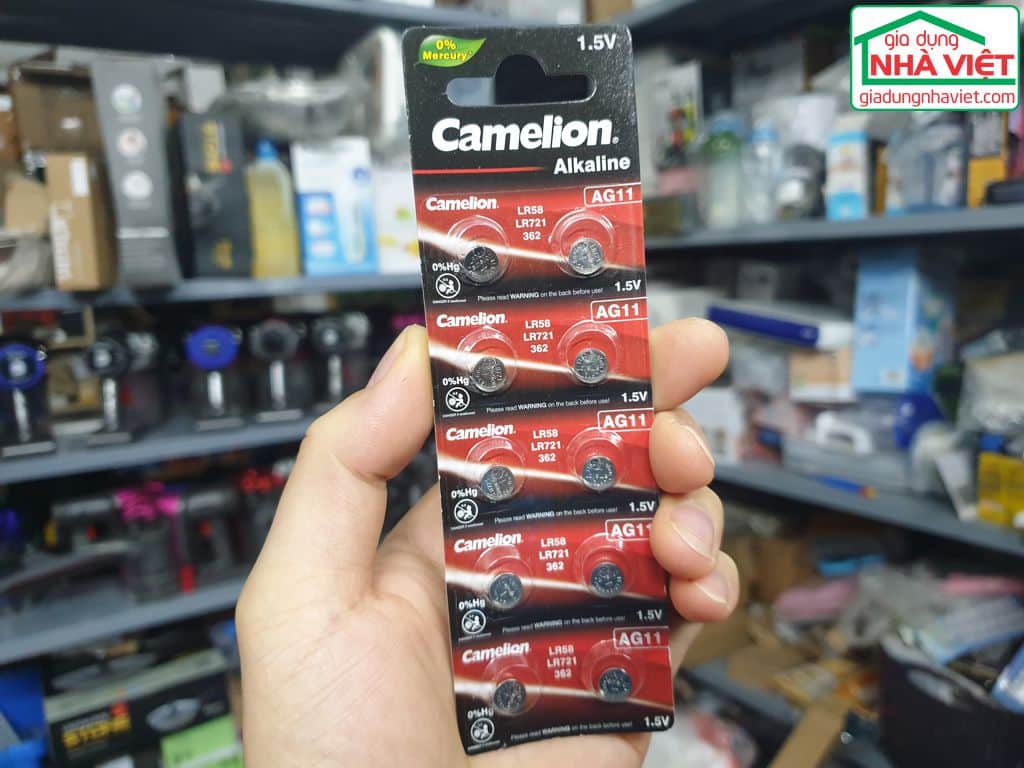 0%
Mercury
1.5V
Camelion®
Alkaline
AG11
Camelion
LR58
LR721
362
0%Hg
Please read WARNING on the back before use!
1.5V
AG11
Camelion
LR58
LR721
362
0%Hg
Please read WARNING on the back before use!
1.5V
AG11
Camelion
LR58
LR721
362
0%Hg
Please read WARNING on the back before use!
1.5V
AG11
Camelion
LR58
LR721
362
0%Hg
Please read WARNING on the back before use!
1.5V
AG11
Camelion
LR58
LR721
362
0%Hg
Please read WARNING on the back before use!
1.5V
gia dụng
NHÀ VIỆT
giadungnhaviet.com